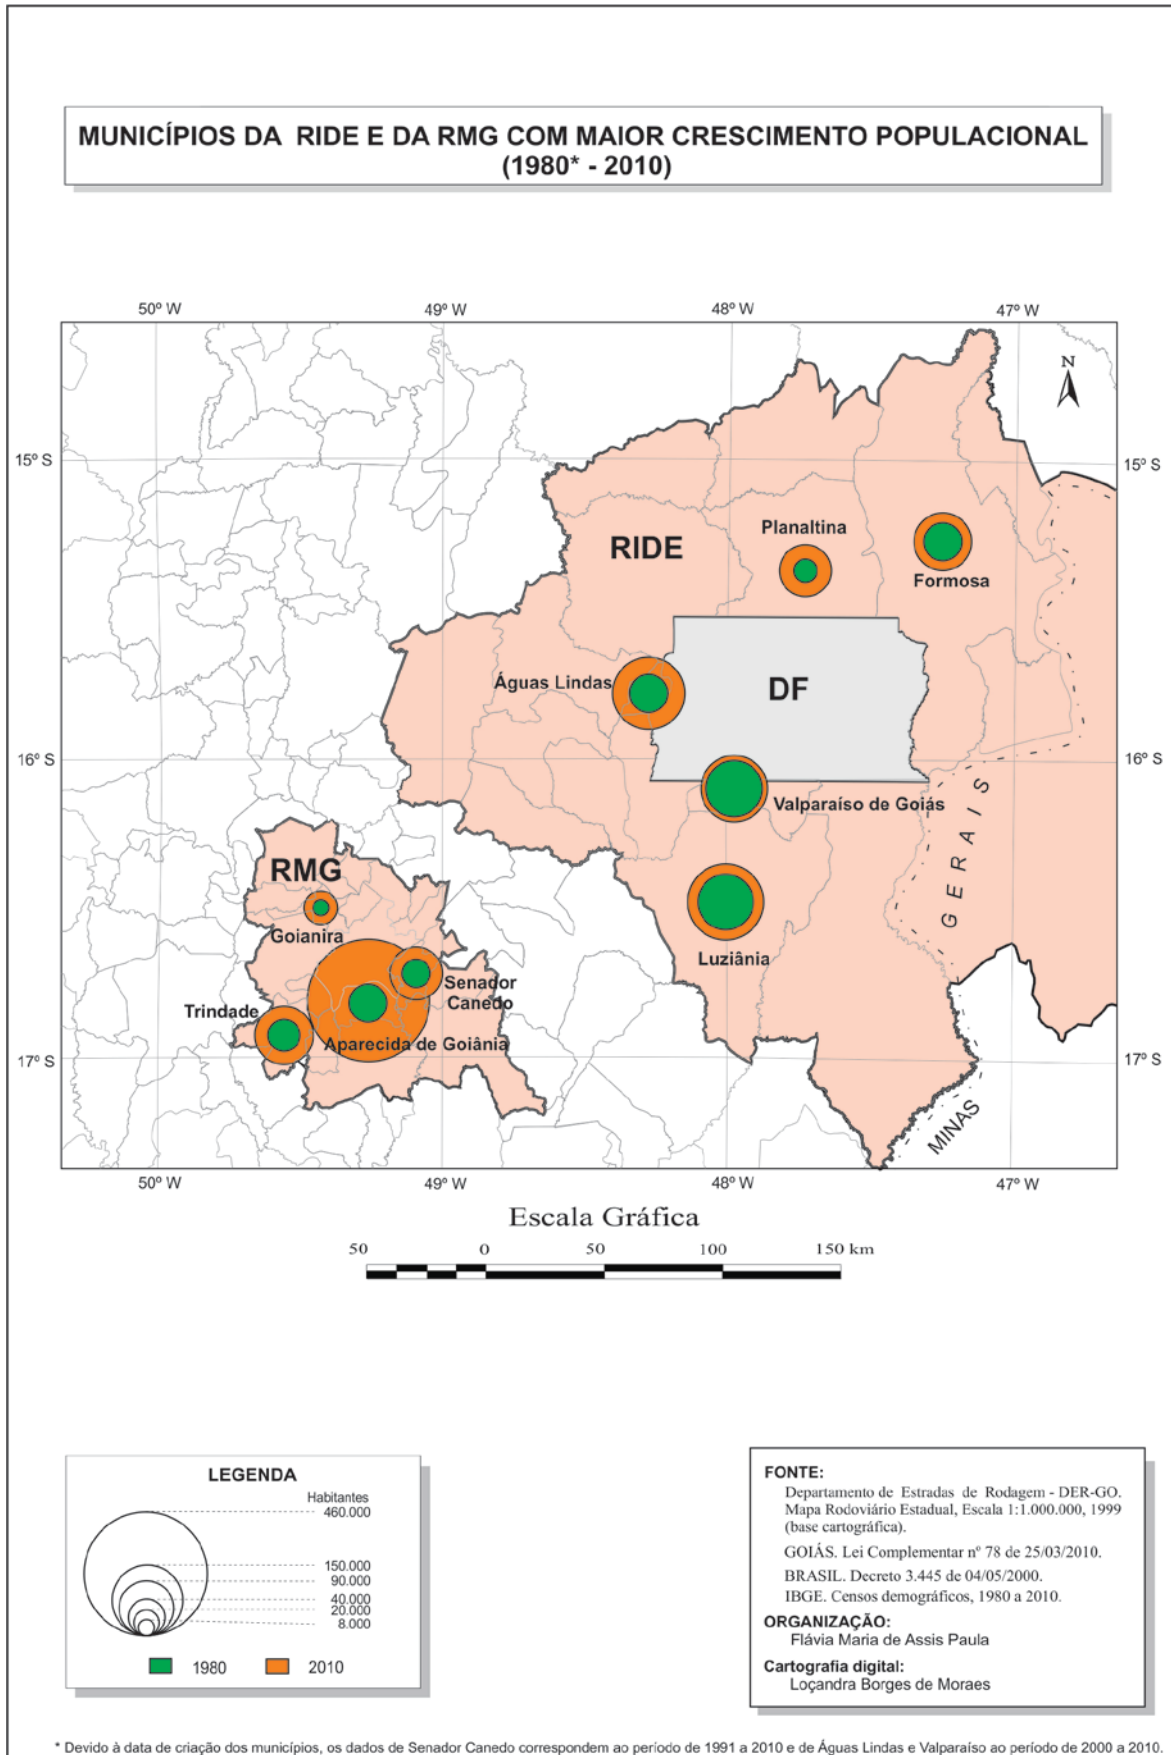 MUNICÍPIOS DA RIDE E DA RMG COM MAIOR CRESCIMENTO POPULACIONAL
(1980* - 2010)
50º W
49º W
48º W
47º W
N
15º S
15º S
Planaltina
RIDE
Formosa
Águas Lindas
DF
16º S
16º S
Valparaíso de Goiás
GERAIS
RMG
Goianira
Luziânia
Senador
Canedo
Trindade
Aparecida de Goiânia
17º S
17º S
MINAS
50º W
49º W
48º W
47º W
Escala Gráfica
50 0 50 100 150 km
LEGENDA
Habitantes
460.000
150.000
90.000
40.000
20.000
8.000
1980 2010
FONTE:
Departamento de Estradas de Rodagem - DER-GO.
Mapa Rodoviário Estadual, Escala 1:1.000.000, 1999
(base cartográfica).
GOIÁS. Lei Complementar nº 78 de 25/03/2010.
BRASIL. Decreto 3.445 de 04/05/2000.
IBGE. Censos demográficos, 1980 a 2010.
ORGANIZAÇÃO:
Flávia Maria de Assis Paula
Cartografia digital:
Loçandra Borges de Moraes
* Devido à data de criação dos municípios, os dados de Senador Canedo correspondem ao período de 1991 a 2010 e de Águas Lindas e Valparaíso ao período de 2000 a 2010.